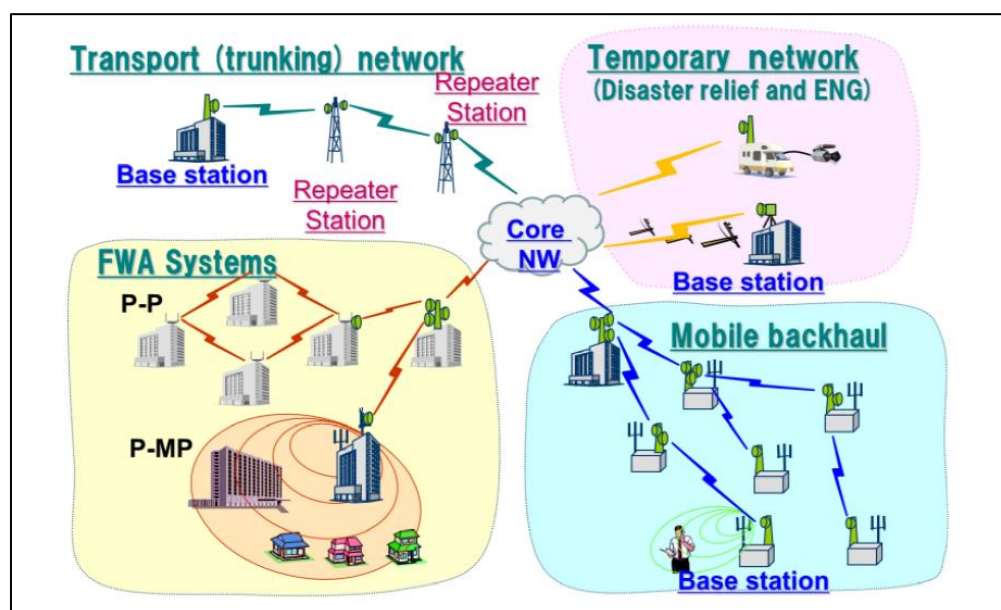 Transport (trunking) network
Repeater
Station
Base station
Repeater
Station
Temporary network
(Disaster relief and ENG)
Core
NW
Base station
FWA Systems
P-P
P-MP
Mobile backhaul
Base station